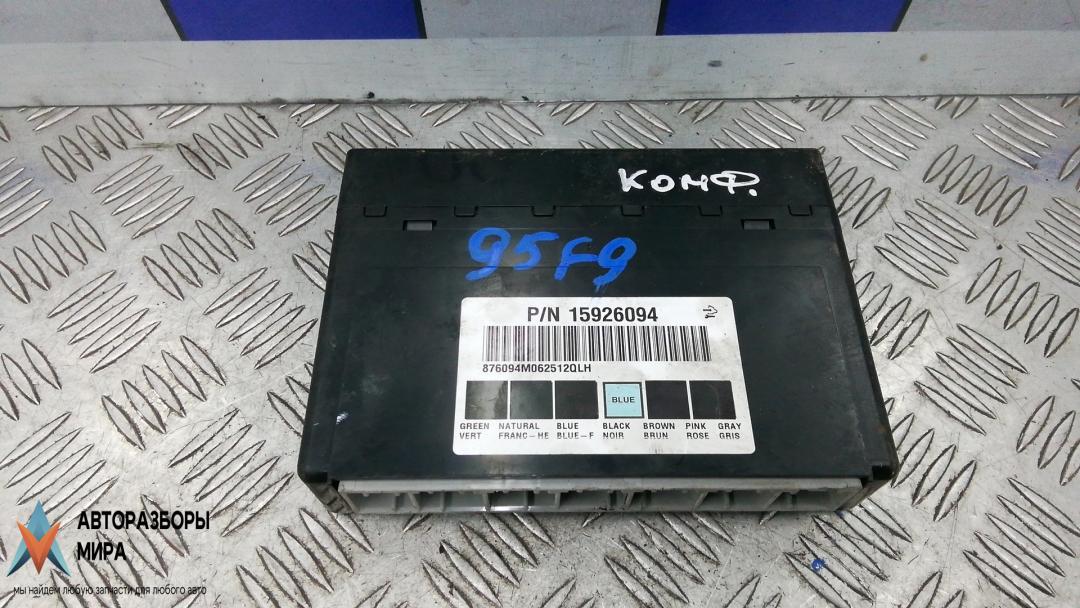 КОМФ.
95F9
P/N 15926094
876094M062512QLH
BLUE
GREEN NATURAL BLUE BLACK BROWN PINK GRAY
VERT FRANC-HE BLUE-F NOIR BRUN ROSE GRIS
АВТОРАЗБОРЫ
МИРА
мы найдем любую запчасти для любого авто